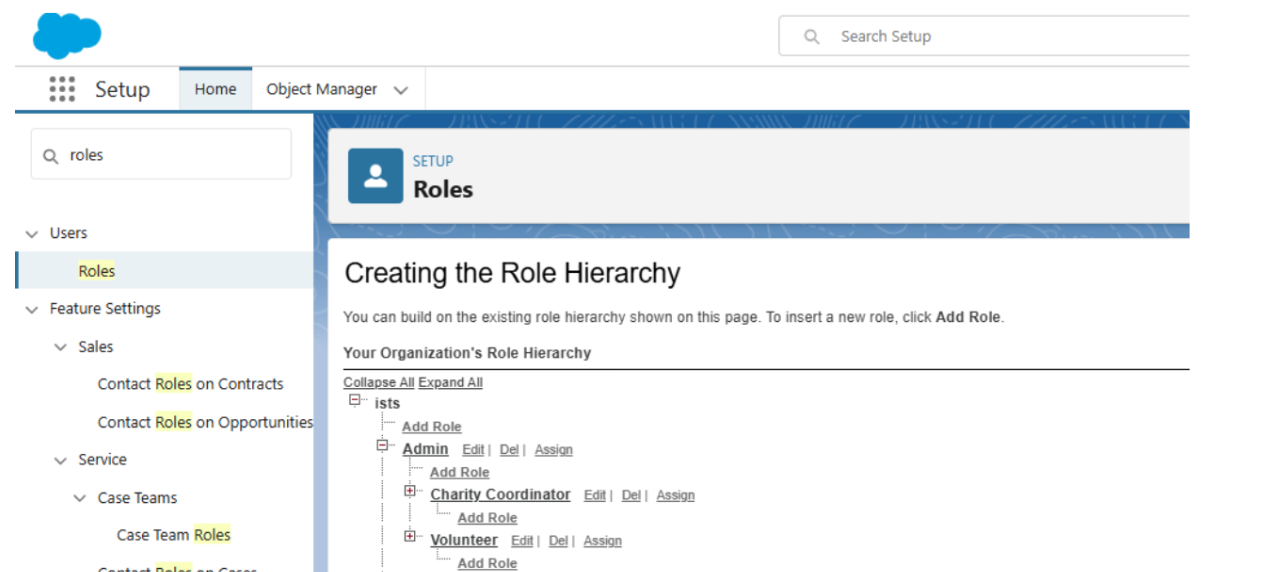 Search Setup
Setup Home Object Manager
roles
SETUP
Roles
Users
Roles
Feature Settings
Sales
Contact Roles on Contracts
Contact Roles on Opportunities
Service
Case Teams
Case Team Roles
Contact Roles on Cases
Creating the Role Hierarchy
You can build on the existing role hierarchy shown on this page. To insert a new role, click Add Role.
Your Organization's Role Hierarchy
Collapse All Expand All
ists
Add Role
Admin Edit | Del | Assign
Add Role
Charity Coordinator Edit | Del | Assign
Add Role
Volunteer Edit | Del | Assign
Add Role